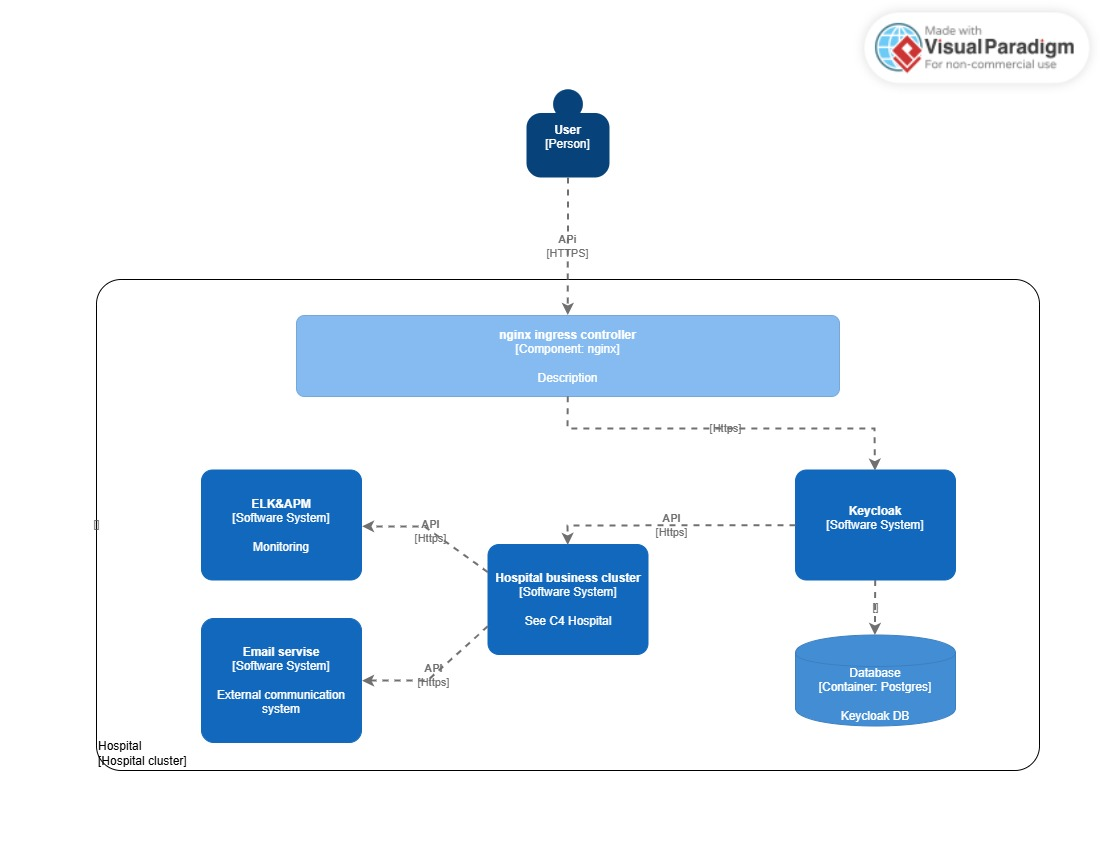 Made with
Visual Paradigm
For non-commercial use
User
[Person]
APi
[HTTPS]
nginx ingress controller
[Component: nginx]
Description
[Https]
ELK&APM
[Software System]
Monitoring
API
[Https]
API
[Https]
Keycloak
[Software System]
Hospital business cluster
[Software System]
See C4 Hospital
Email servise
[Software System]
External communication
system
API
[Https]
Database
[Container: Postgres]
Keycloak DB
Hospital
[Hospital cluster]